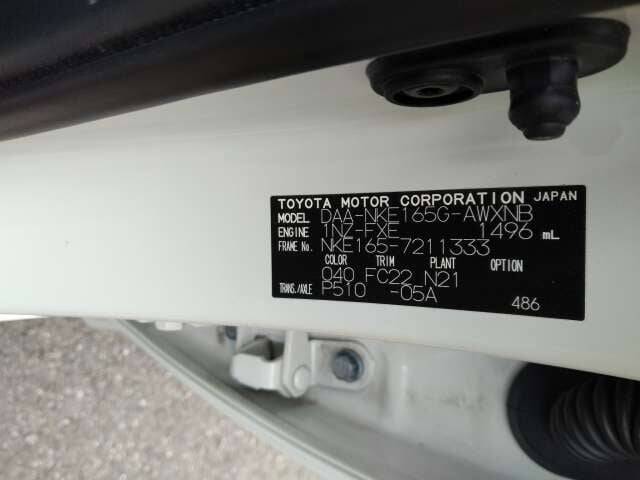 TOYOTA MOTOR CORPORATION JAPAN
MODEL DAA-NKE165G-AWXNB
ENGINE 1NZ-FXE 1496 mL
FRAME No. NKE165-7211333
COLOR TRIM PLANT OPTION
040 FC22 N21
TRANS./AXLE P510 -05A
486